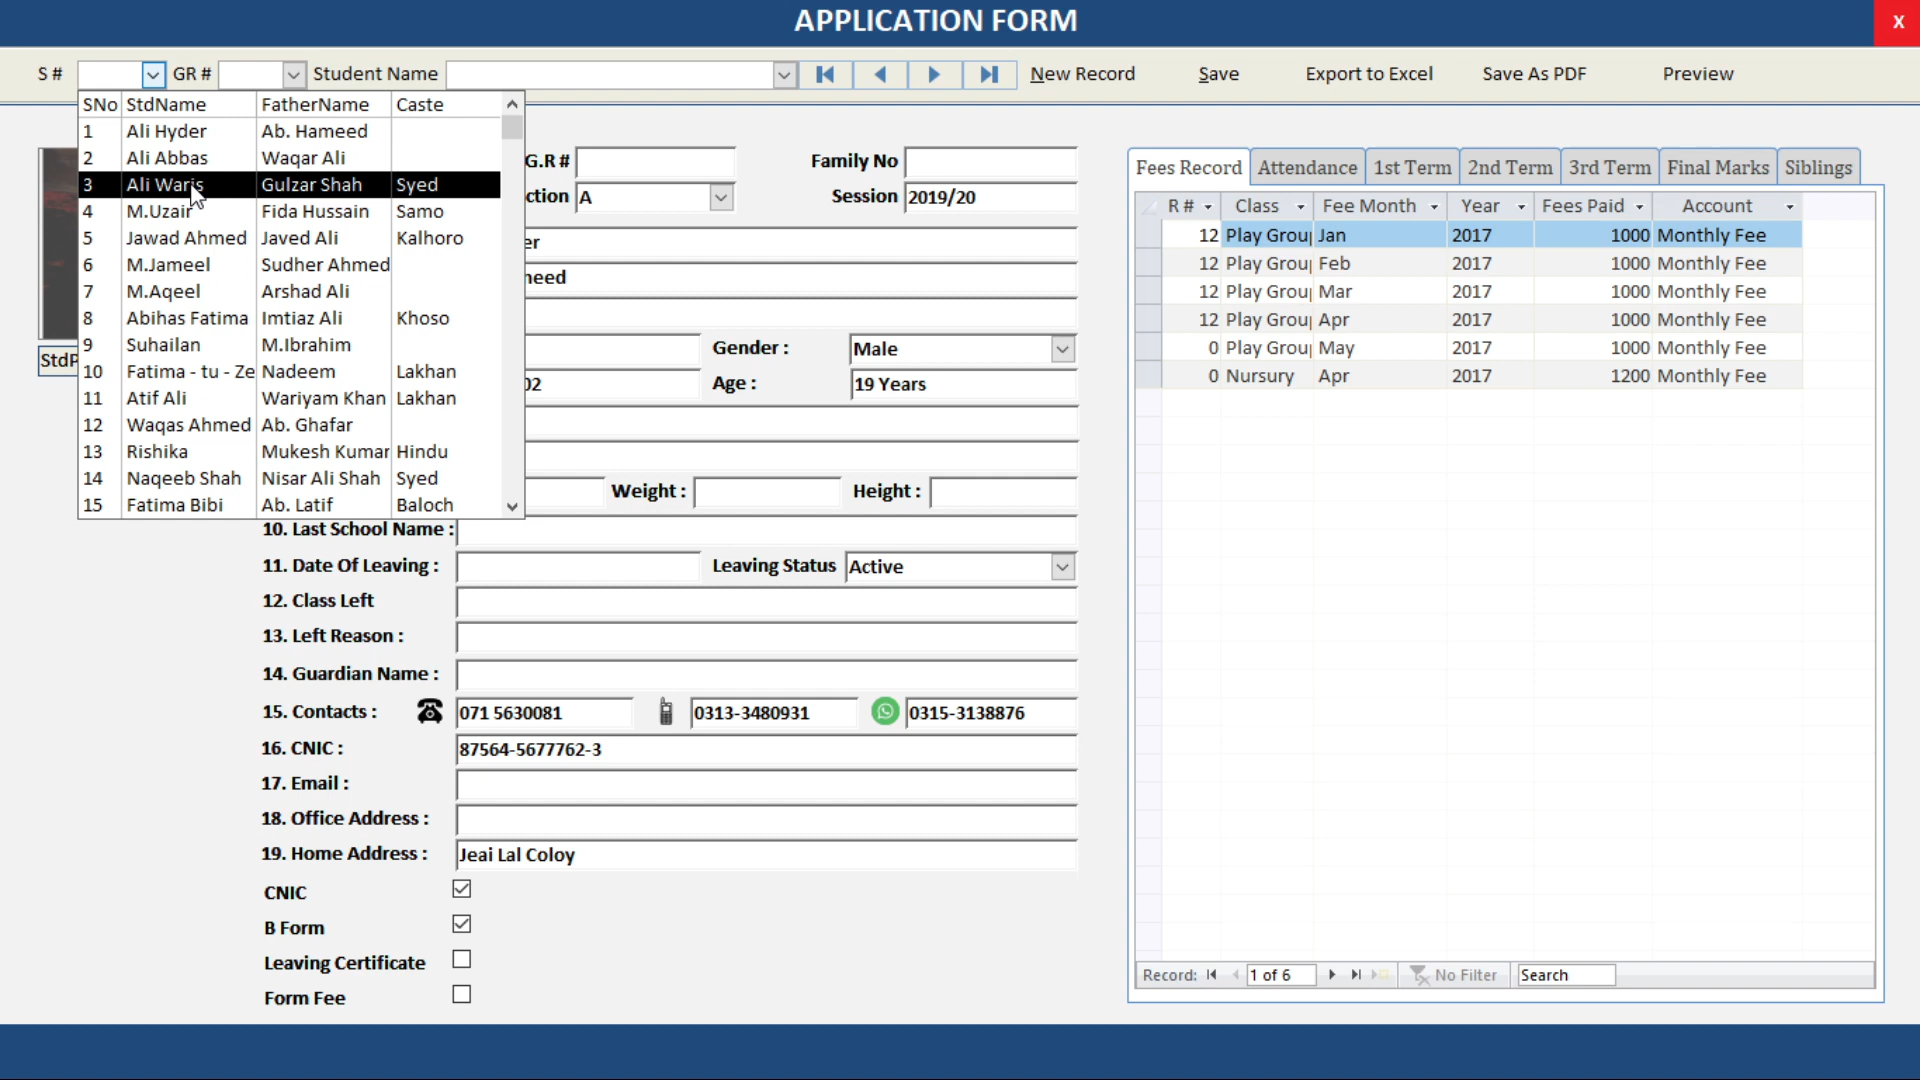 APPLICATION FORM
X
S # GR # Student Name New Record Save Export to Excel Save As PDF Preview
SNo StdName FatherName Caste
1 Ali Hyder Ab. Hameed
2 Ali Abbas Waqar Ali
3 Ali Waris Gulzar Shah Syed
4 M.Uzair Fida Hussain Samo
5 Jawad Ahmed Javed Ali Kalhoro
6 M.Jameel Sudher Ahmed
7 M.Aqeel Arshad Ali
8 Abihas Fatima Imtiaz Ali Khoso
9 Suhailan M.Ibrahim
10 Fatima - tu - Ze Nadeem Lakhan
11 Atif Ali Wariyam Khan Lakhan
12 Waqas Ahmed Ab. Ghafar
13 Rishika Mukesh Kumar Hindu
14 Naqeeb Shah Nisar Ali Shah Syed
15 Fatima Bibi Ab. Latif Baloch
StdP
G.R # Family No
ction A Session 2019/20
er
need
Gender : Male
02 Age : 19 Years
Weight : Height :
10. Last School Name :
11. Date Of Leaving : Leaving Status Active
12. Class Left
13. Left Reason :
14. Guardian Name :
15. Contacts : 071 5630081 0313-3480931 0315-3138876
16. CNIC : 87564-5677762-3
17. Email :
18. Office Address :
19. Home Address : Jeai Lal Coloy
CNIC
B Form
Leaving Certificate
Form Fee
Fees Record Attendance 1st Term 2nd Term 3rd Term Final Marks Siblings
R # Class Fee Month Year Fees Paid Account
12 Play Grou Jan 2017 1000 Monthly Fee
12 Play Grou Feb 2017 1000 Monthly Fee
12 Play Grou Mar 2017 1000 Monthly Fee
12 Play Grou Apr 2017 1000 Monthly Fee
0 Play Grou May 2017 1000 Monthly Fee
0 Nursury Apr 2017 1200 Monthly Fee
Record: 1 of 6 No Filter Search